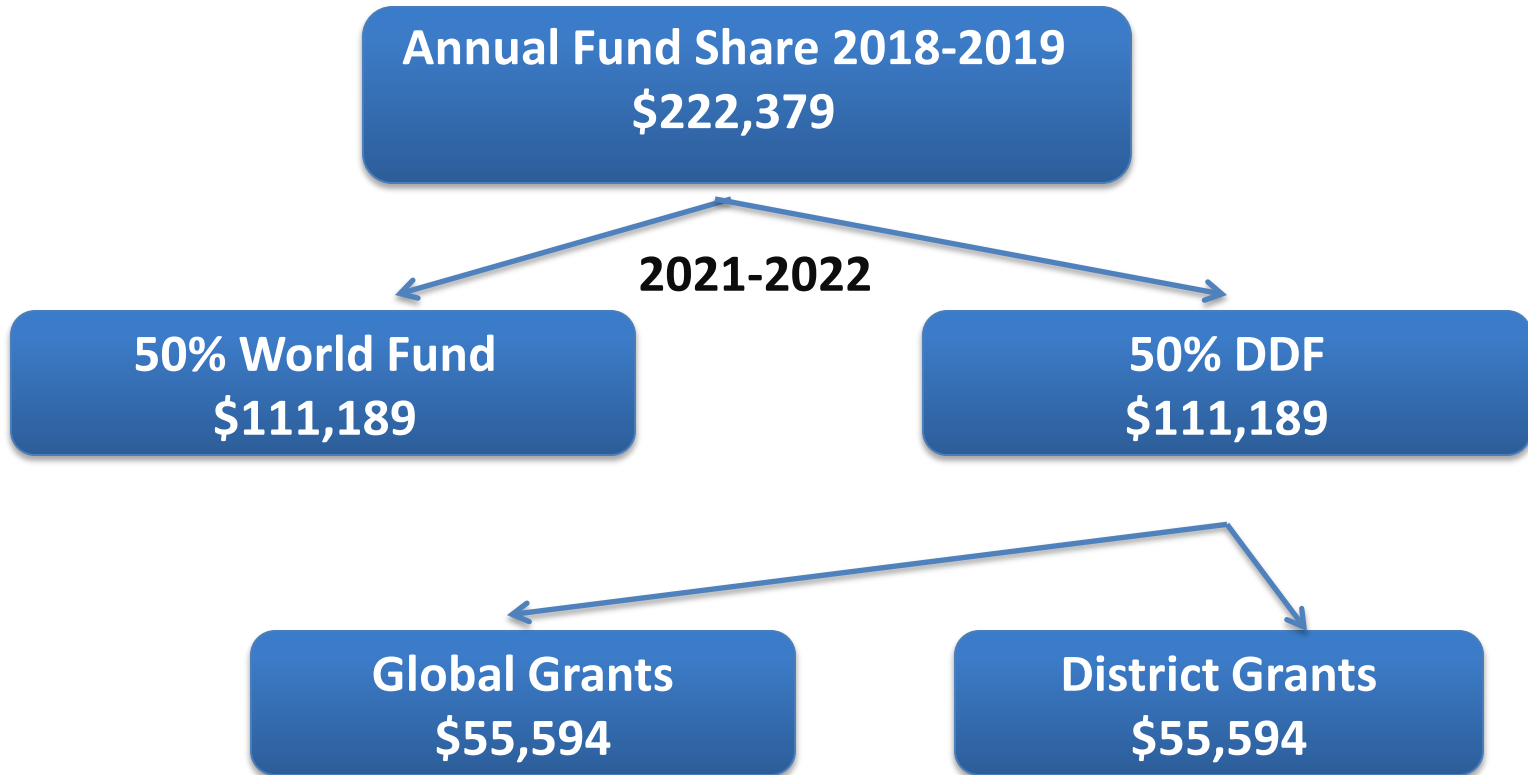 Annual Fund Share 2018-2019
$222,379
2021-2022
50% World Fund
$111,189
50% DDF
$111,189
Global Grants
$55,594
District Grants
$55,594